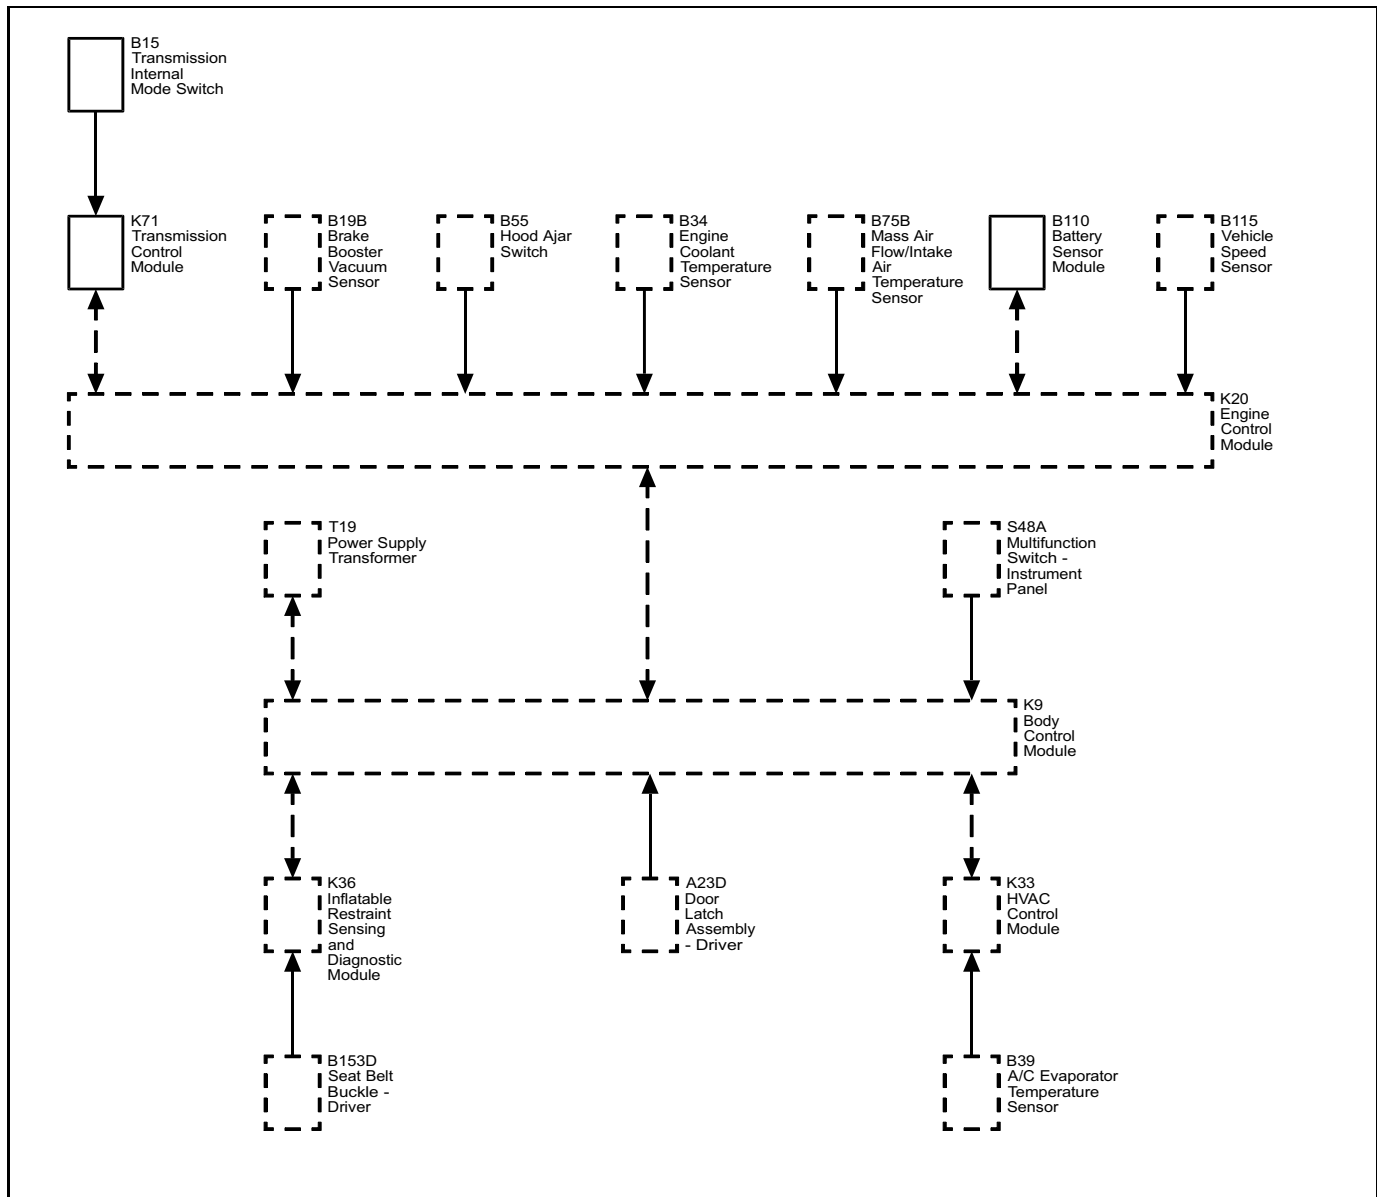 B15
Transmission
Internal
Mode Switch
K71
Transmission
Control
Module
B19B
Brake
Booster
Vacuum
Sensor
B55
Hood Ajar
Switch
B34
Engine
Coolant
Temperature
Sensor
B75B
Mass Air
Flow/Intake
Air
Temperature
Sensor
B110
Battery
Sensor
Module
B115
Vehicle
Speed
Sensor
K20
Engine
Control
Module
T19
Power Supply
Transformer
S48A
Multifunction
Switch -
Instrument
Panel
K9
Body
Control
Module
K36
Inflatable
Restraint
Sensing
and
Diagnostic
Module
A23D
Door
Latch
Assembly
- Driver
K33
HVAC
Control
Module
B153D
Seat Belt
Buckle -
Driver
B39
A/C Evaporator
Temperature
Sensor